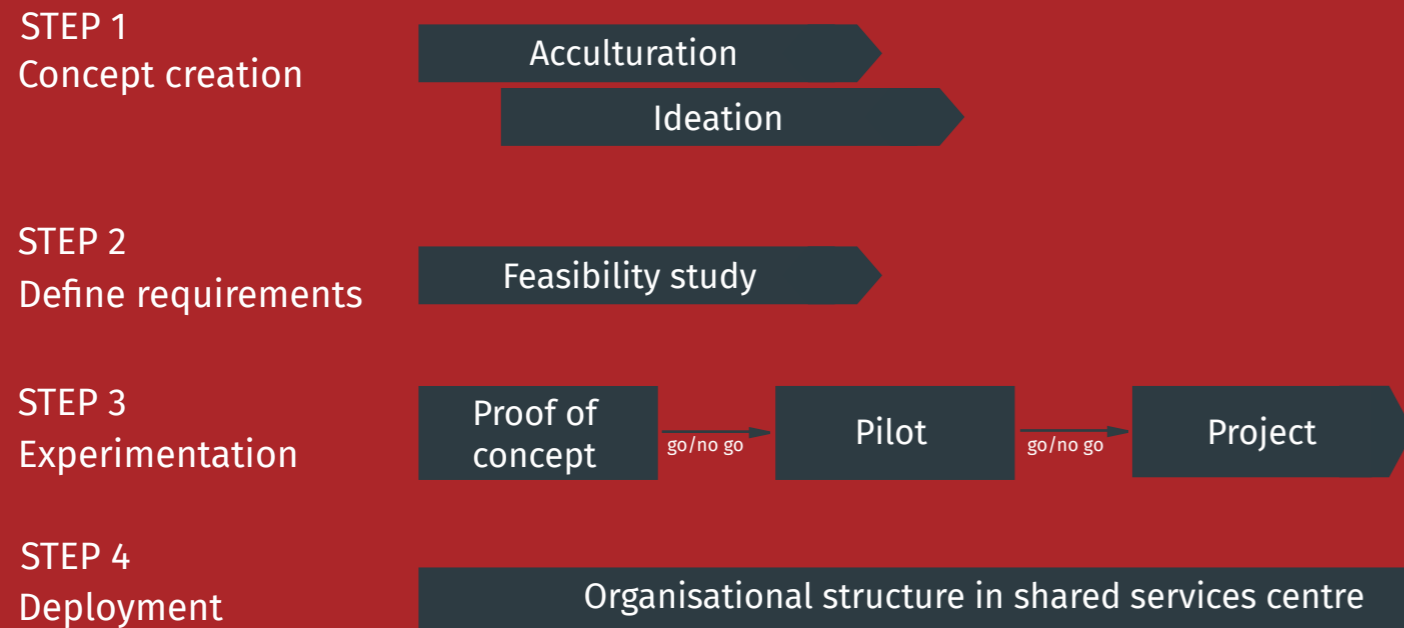 STEP 1
Concept creation
Acculturation
Ideation
STEP 2
Define requirements
Feasibility study
STEP 3
Experimentation
Proof of
concept
go/no go
Pilot
go/no go
Project
STEP 4
Deployment
Organisational structure in shared services centre